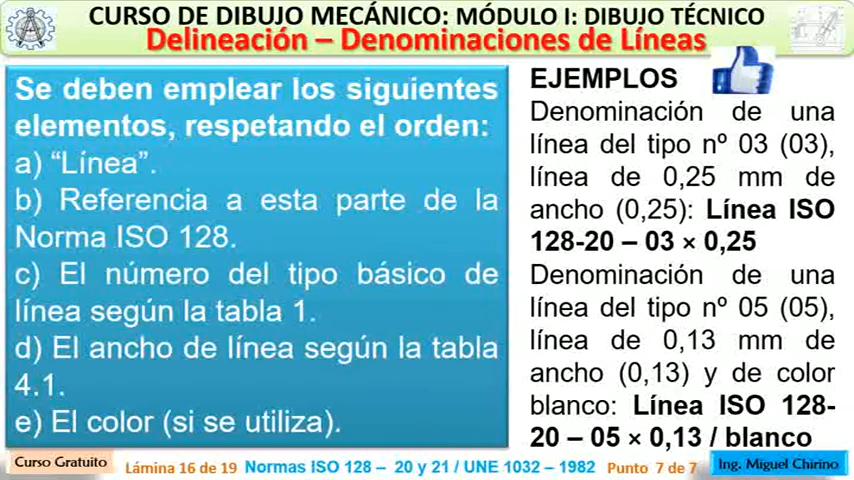 CURSO DE DIBUJO MECÁNICO: MÓDULO I: DIBUJO TÉCNICO
Delineación – Denominaciones de Líneas
Se deben emplear los siguientes
elementos, respetando el orden:
a) “Línea”.
b) Referencia a esta parte de la
Norma ISO 128.
c) El número del tipo básico de
línea según la tabla 1.
d) El ancho de línea según la tabla
4.1.
e) El color (si se utiliza).
EJEMPLOS
Denominación de una
línea del tipo nº 03 (03),
línea de 0,25 mm de
ancho (0,25): Línea ISO
128-20 – 03 × 0,25
Denominación de una
línea del tipo nº 05 (05),
línea de 0,13 mm de
ancho (0,13) y de color
blanco: Línea ISO 128-
20 – 05 × 0,13 / blanco
Curso Gratuito
Lámina 16 de 19
Normas ISO 128 – 20 y 21 / UNE 1032 – 1982
Punto 7 de 7
Ing. Miguel Chirino